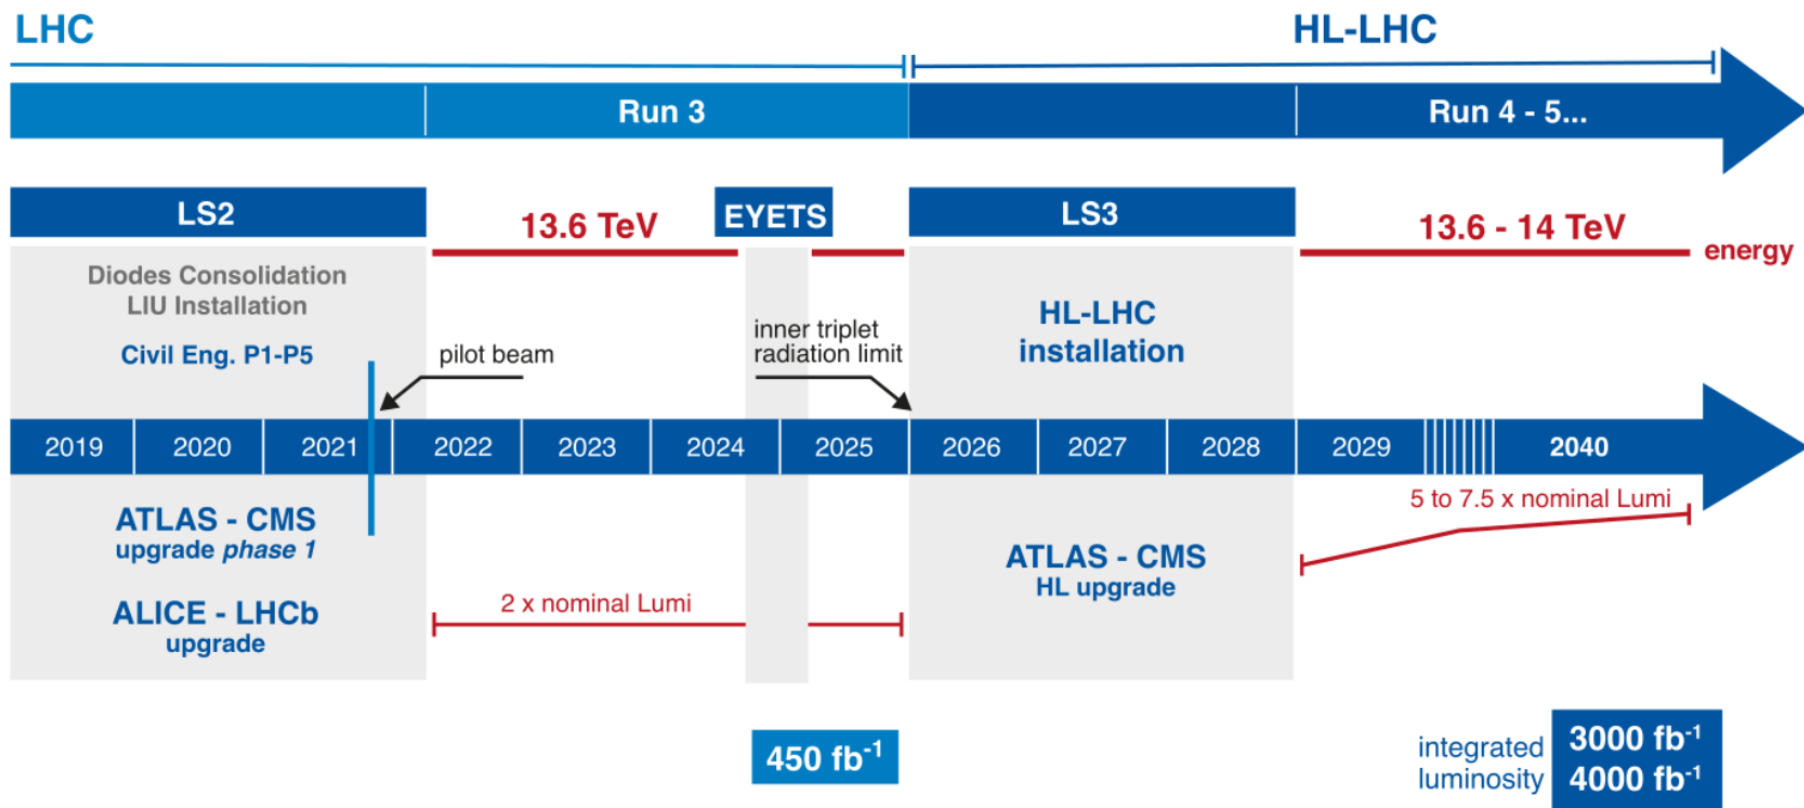 LHC
HL-LHC
Run 3
Run 4 - 5...
LS2
13.6 TeV
EYETS
LS3
13.6 - 14 TeV
energy
Diodes Consolidation
LIU Installation
Civil Eng. P1-P5
pilot beam
inner triplet
radiation limit
HL-LHC
installation
2019
2020
2021
2022
2023
2024
2025
2026
2027
2028
2029
2040
ATLAS - CMS
upgrade phase 1
ALICE - LHCb
upgrade
2 x nominal Lumi
ATLAS - CMS
HL upgrade
5 to 7.5 x nominal Lumi
450 fb⁻¹
integrated
luminosity
3000 fb⁻¹
4000 fb⁻¹